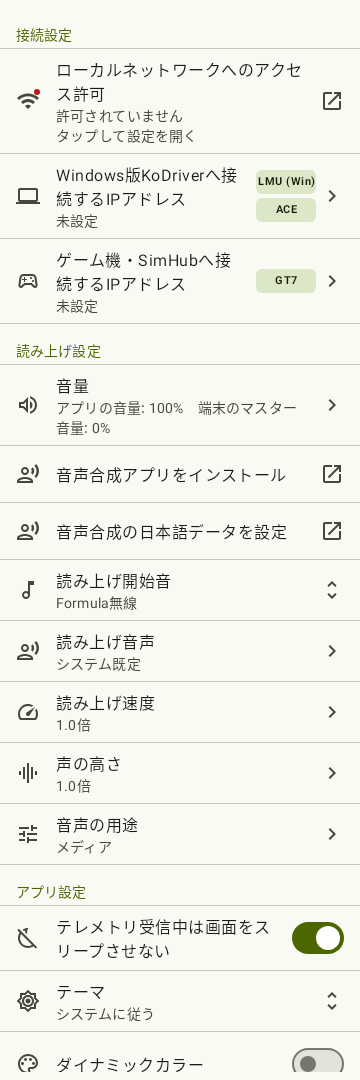 接続設定
ローカルネットワークへのアクセ
ス許可
許可されていません
タップして設定を開く
Windows版KoDriverへ接
続するIPアドレス
未設定
LMU (Win)
ACE
ゲーム機・SimHubへ接
続するIPアドレス
未設定
GT7
読み上げ設定
音量
アプリの音量: 100%　端末のマスター
音量: 0%
音声合成アプリをインストール
音声合成の日本語データを設定
読み上げ開始音
Formula無線
読み上げ音声
システム既定
読み上げ速度
1.0倍
声の高さ
1.0倍
音声の用途
メディア
アプリ設定
テレメトリ受信中は画面をス
リープさせない
テーマ
システムに従う
ダイナミックカラー